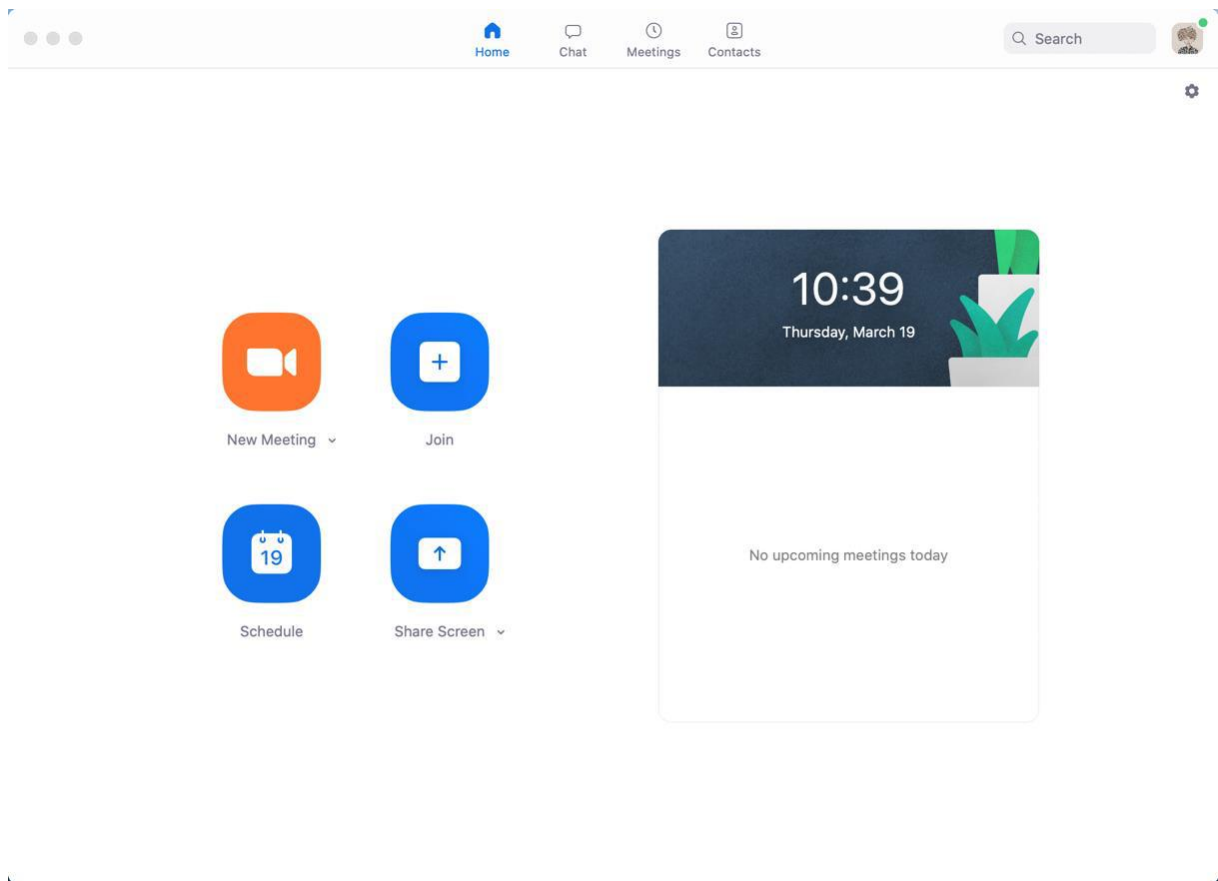 Home
Chat
Meetings
Contacts
Search
10:39
Thursday, March 19
New Meeting
Join
19
Schedule
Share Screen
No upcoming meetings today